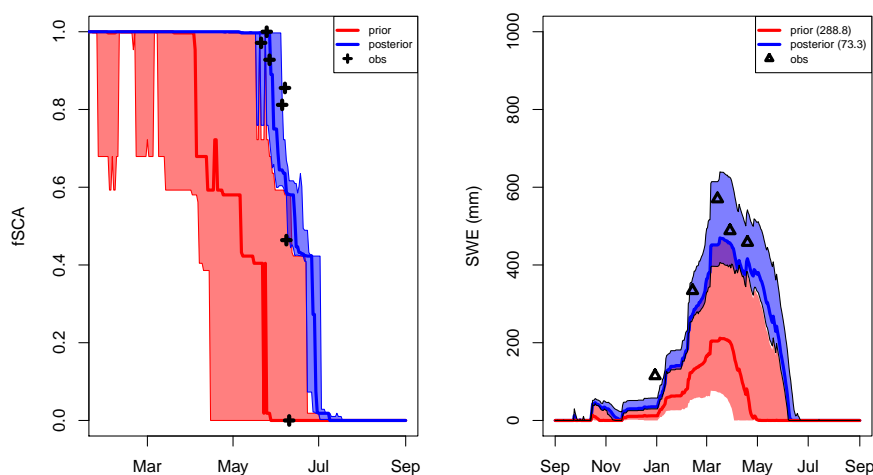 prior
posterior
obs
fSCA
0.0
0.2
0.4
0.6
0.8
1.0
Mar
May
Jul
Sep
prior (288.8)
posterior (73.3)
obs
SWE (mm)
0
200
400
600
800
1000
Sep
Nov
Jan
Mar
May
Jul
Sep